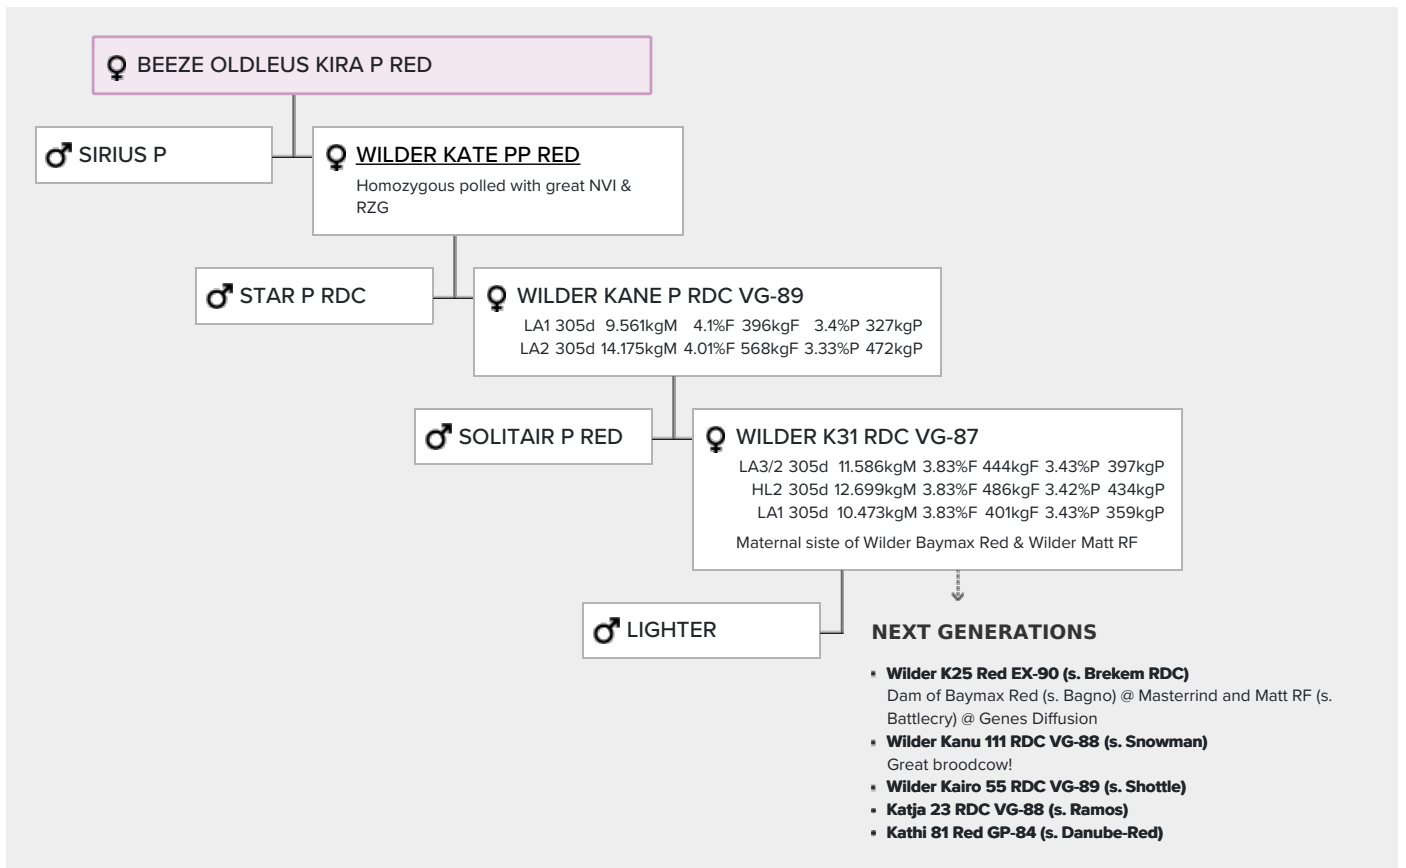 BEEZE OLDLEUS KIRA P RED
SIRIUS P
WILDER KATE PP RED
Homozygous polled with great NVI &
RZG
STAR P RDC
WILDER KANE P RDC VG-89
LA1 305d 9.561kgM 4.1%F 396kgF 3.4%P 327kgP
LA2 305d 14.175kgM 4.01%F 568kgF 3.33%P 472kgP
SOLITAIR P RED
WILDER K31 RDC VG-87
LA3/2 305d 11.586kgM 3.83%F 444kgF 3.43%P 397kgP
HL2 305d 12.699kgM 3.83%F 486kgF 3.42%P 434kgP
LA1 305d 10.473kgM 3.83%F 401kgF 3.43%P 359kgP
Maternal siste of Wilder Baymax Red & Wilder Matt RF
LIGHTER
NEXT GENERATIONS
Wilder K25 Red EX-90 (s. Brekem RDC)
Dam of Baymax Red (s. Bagno) @ Masterrind and Matt RF (s.
Battlecry) @ Genes Diffusion
Wilder Kanu 111 RDC VG-88 (s. Snowman)
Great broodcow!
Wilder Kairo 55 RDC VG-89 (s. Shottle)
Katja 23 RDC VG-88 (s. Ramos)
Kathi 81 Red GP-84 (s. Danube-Red)